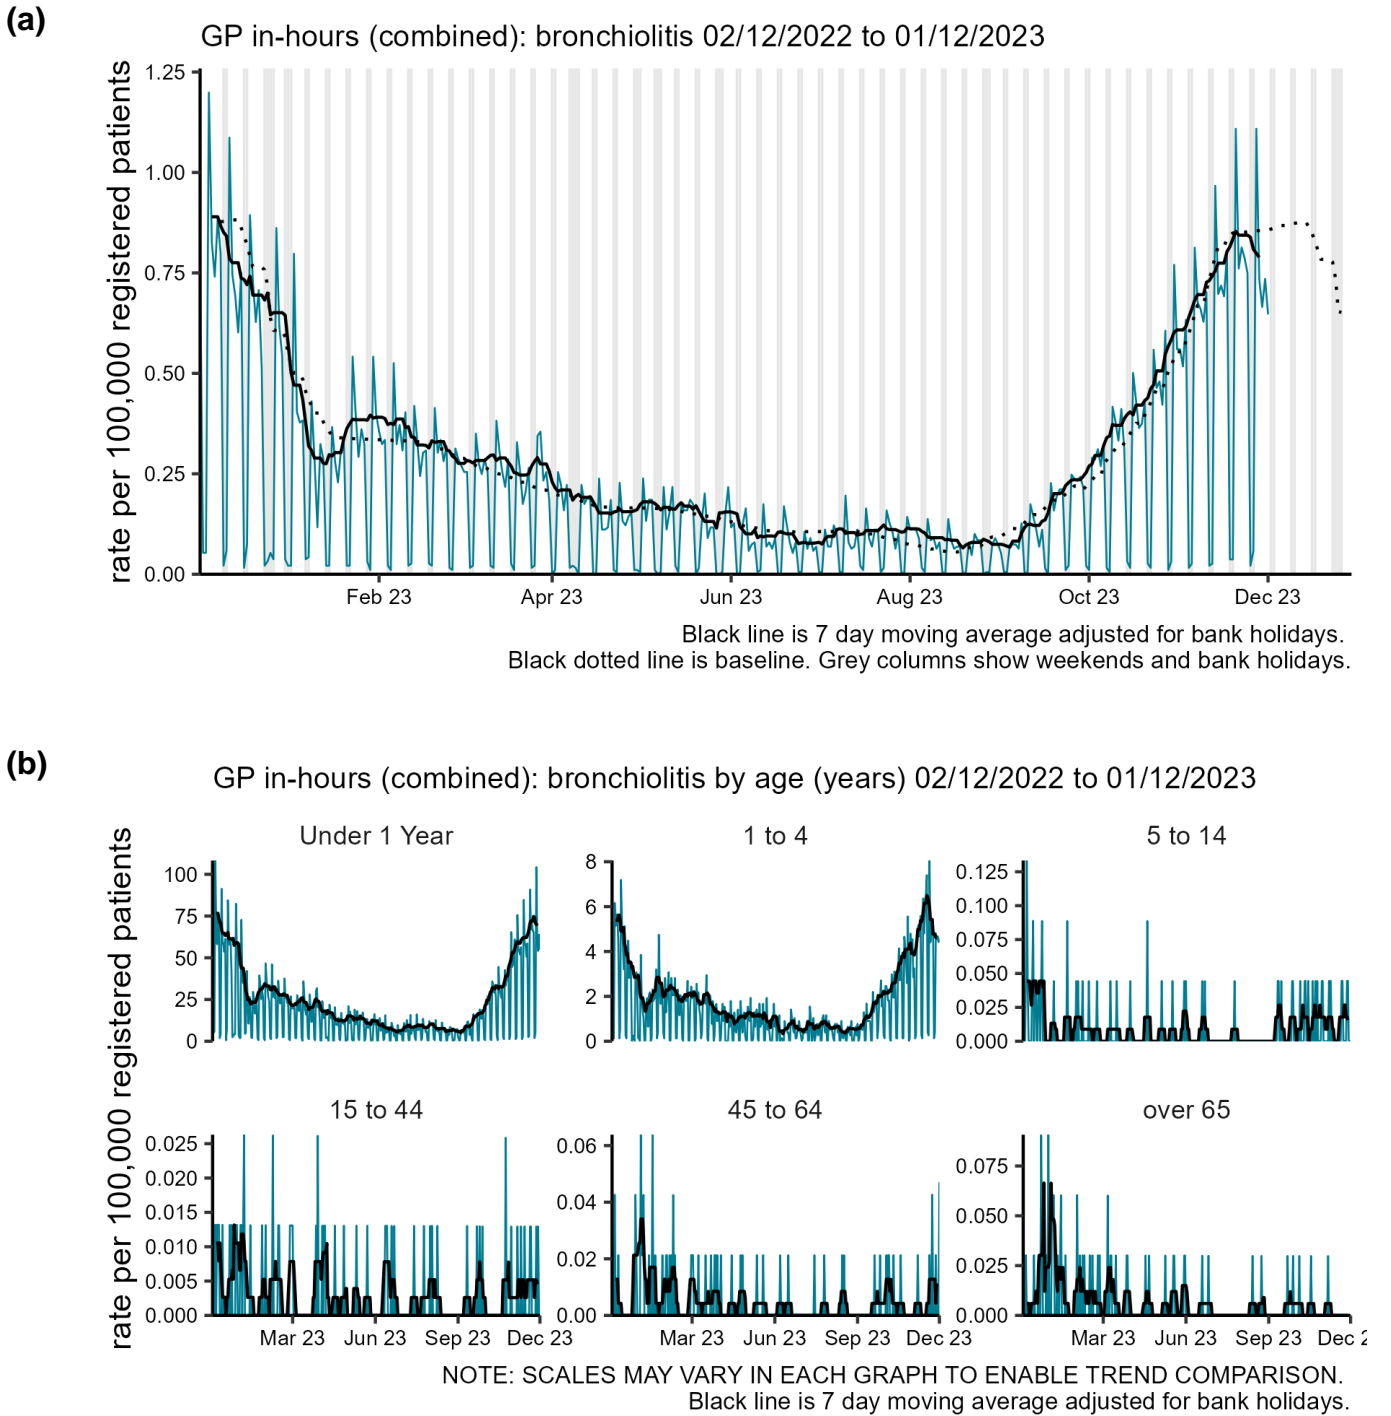 (a)
GP in-hours (combined): bronchiolitis 02/12/2022 to 01/12/2023
rate per 100,000 registered patients
1.25
1.00
0.75
0.50
0.25
0.00
Feb 23 Apr 23 Jun 23 Aug 23 Oct 23 Dec 23
Black line is 7 day moving average adjusted for bank holidays.
Black dotted line is baseline. Grey columns show weekends and bank holidays.
(b)
GP in-hours (combined): bronchiolitis by age (years) 02/12/2022 to 01/12/2023
rate per 100,000 registered patients
Under 1 Year
100
75
50
25
0
1 to 4
8
6
4
2
0
5 to 14
0.125
0.100
0.075
0.050
0.025
0.000
15 to 44
0.025
0.020
0.015
0.010
0.005
0.000
Mar 23 Jun 23 Sep 23 Dec 23
45 to 64
0.06
0.04
0.02
0.00
Mar 23 Jun 23 Sep 23 Dec 23
over 65
0.075
0.050
0.025
0.000
Mar 23 Jun 23 Sep 23 Dec 2
NOTE: SCALES MAY VARY IN EACH GRAPH TO ENABLE TREND COMPARISON.
Black line is 7 day moving average adjusted for bank holidays.